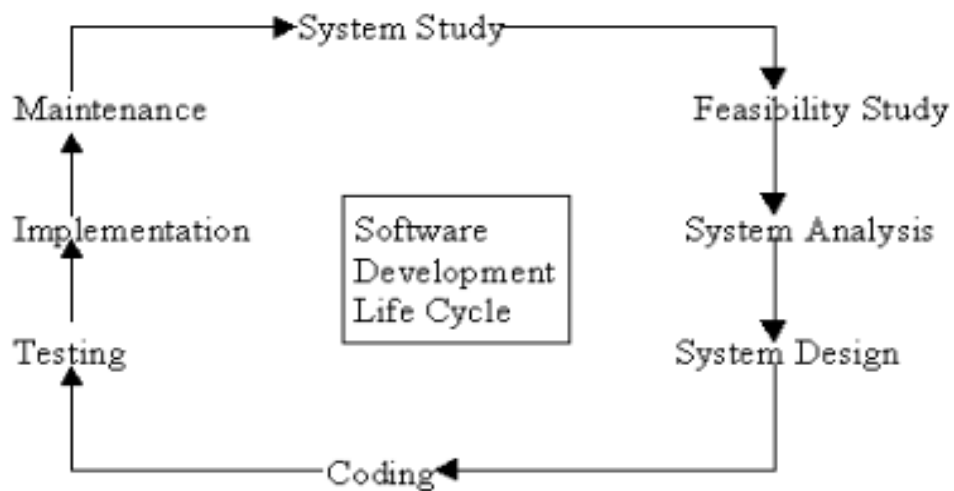 System Study
Maintenance
Feasibility Study
Implementation
Software
Development
Life Cycle
System Analysis
Testing
System Design
Coding